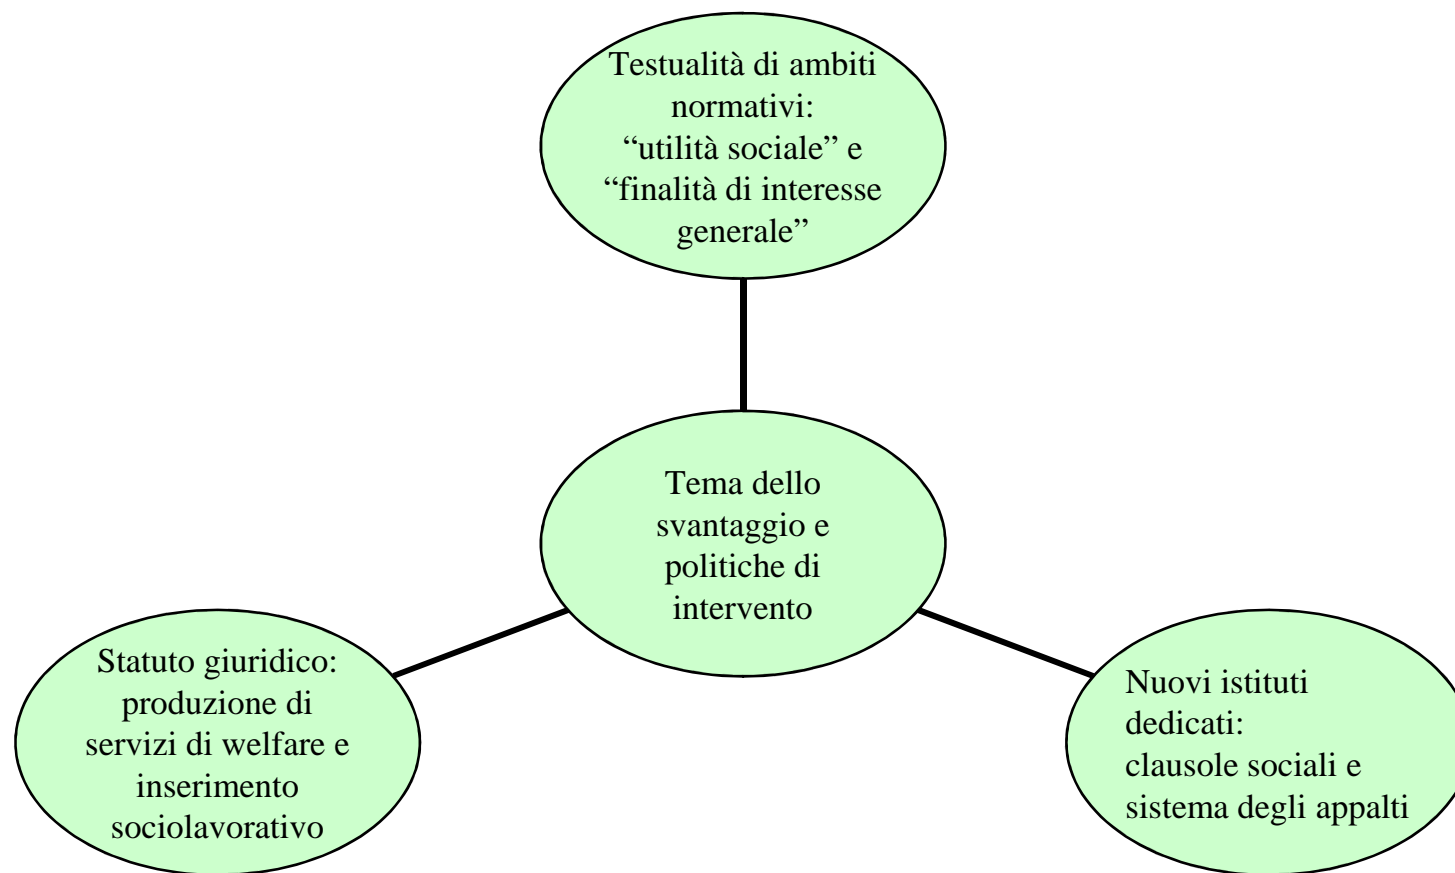 Testualità di ambiti
normativi:
“utilità sociale” e
“finalità di interesse
generale”
Tema dello
svantaggio e
politiche di
intervento
Statuto giuridico:
produzione di
servizi di welfare e
inserimento
sociolavorativo
Nuovi istituti
dedicati:
clausole sociali e
sistema degli appalti